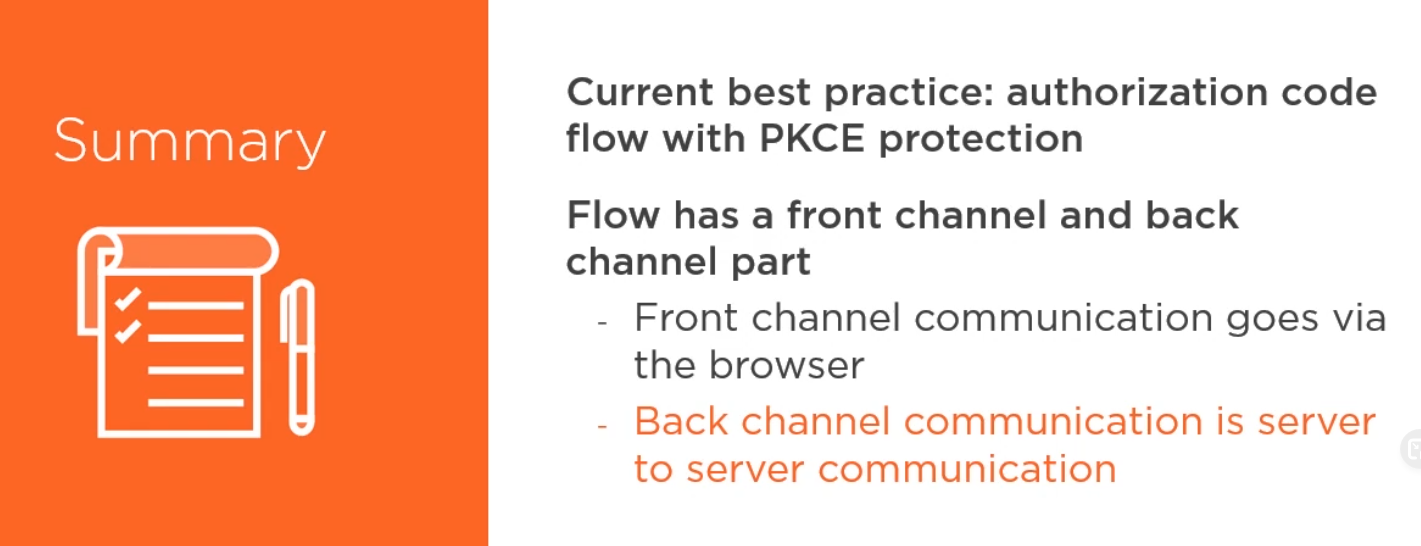 Summary
Current best practice: authorization code
flow with PKCE protection
Flow has a front channel and back
channel part
- Front channel communication goes via
the browser
- Back channel communication is server
to server communication